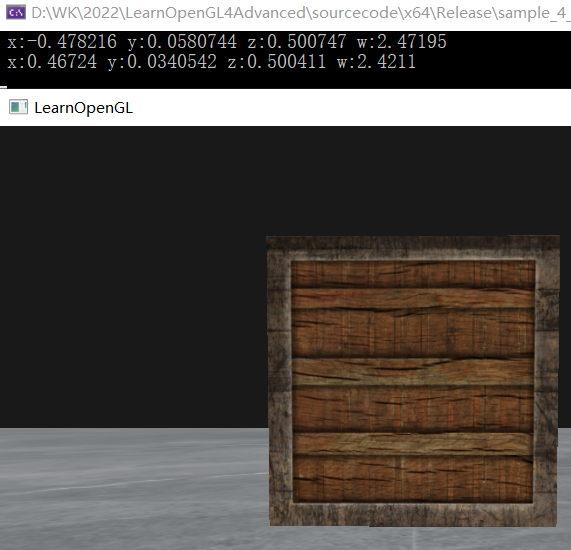 D:\WK\2022\LearnOpenGL4Advanced\sourcecode\x64\Release\sample_4_
x:-0.478216 y:0.0580744 z:0.500747 w:2.47195
x:0.46724 y:0.0340542 z:0.500411 w:2.4211
LearnOpenGL